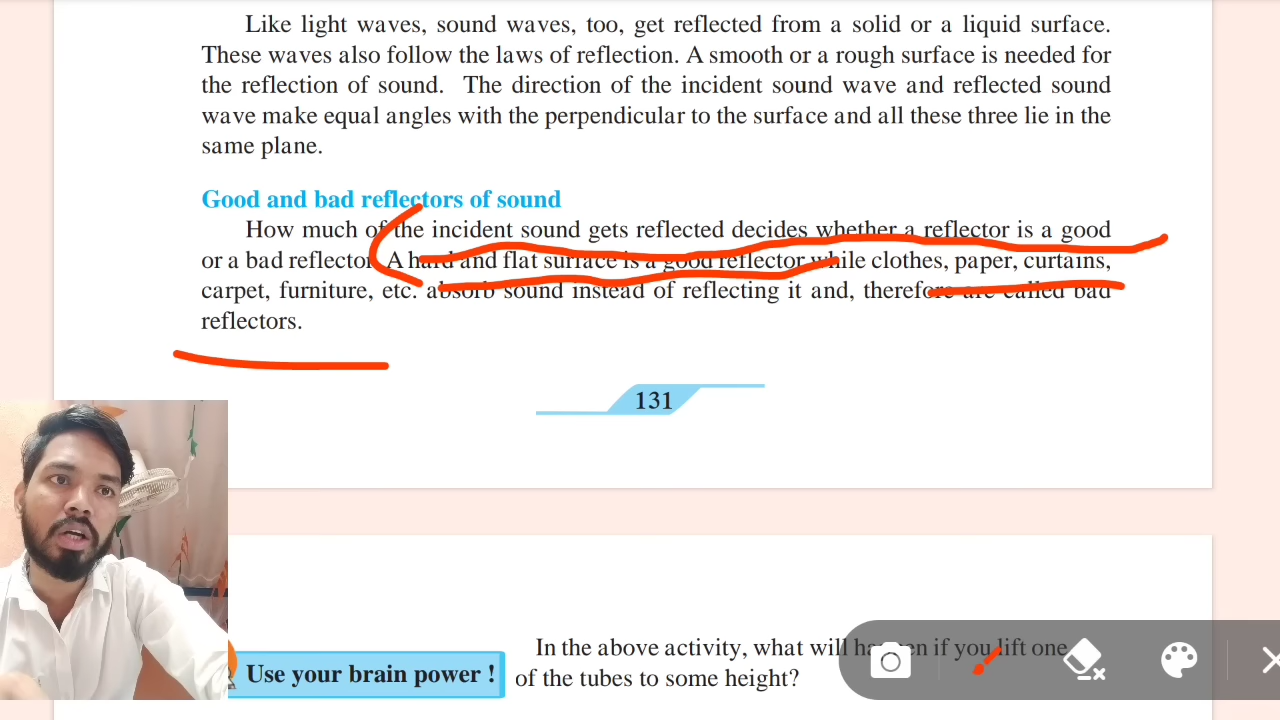 Like light waves, sound waves, too, get reflected from a solid or a liquid surface.
These waves also follow the laws of reflection. A smooth or a rough surface is needed for
the reflection of sound. The direction of the incident sound wave and reflected sound
wave make equal angles with the perpendicular to the surface and all these three lie in the
same plane.
Good and bad reflectors of sound
How much of the incident sound gets reflected decides whether a reflector is a good
or a bad reflector. A hard and flat surface is a good reflector while clothes, paper, curtains,
carpet, furniture, etc. absorb sound instead of reflecting it and, therefore are called bad
reflectors.
131
In the above activity, what will happen if you lift one
Use your brain power ! of the tubes to some height?